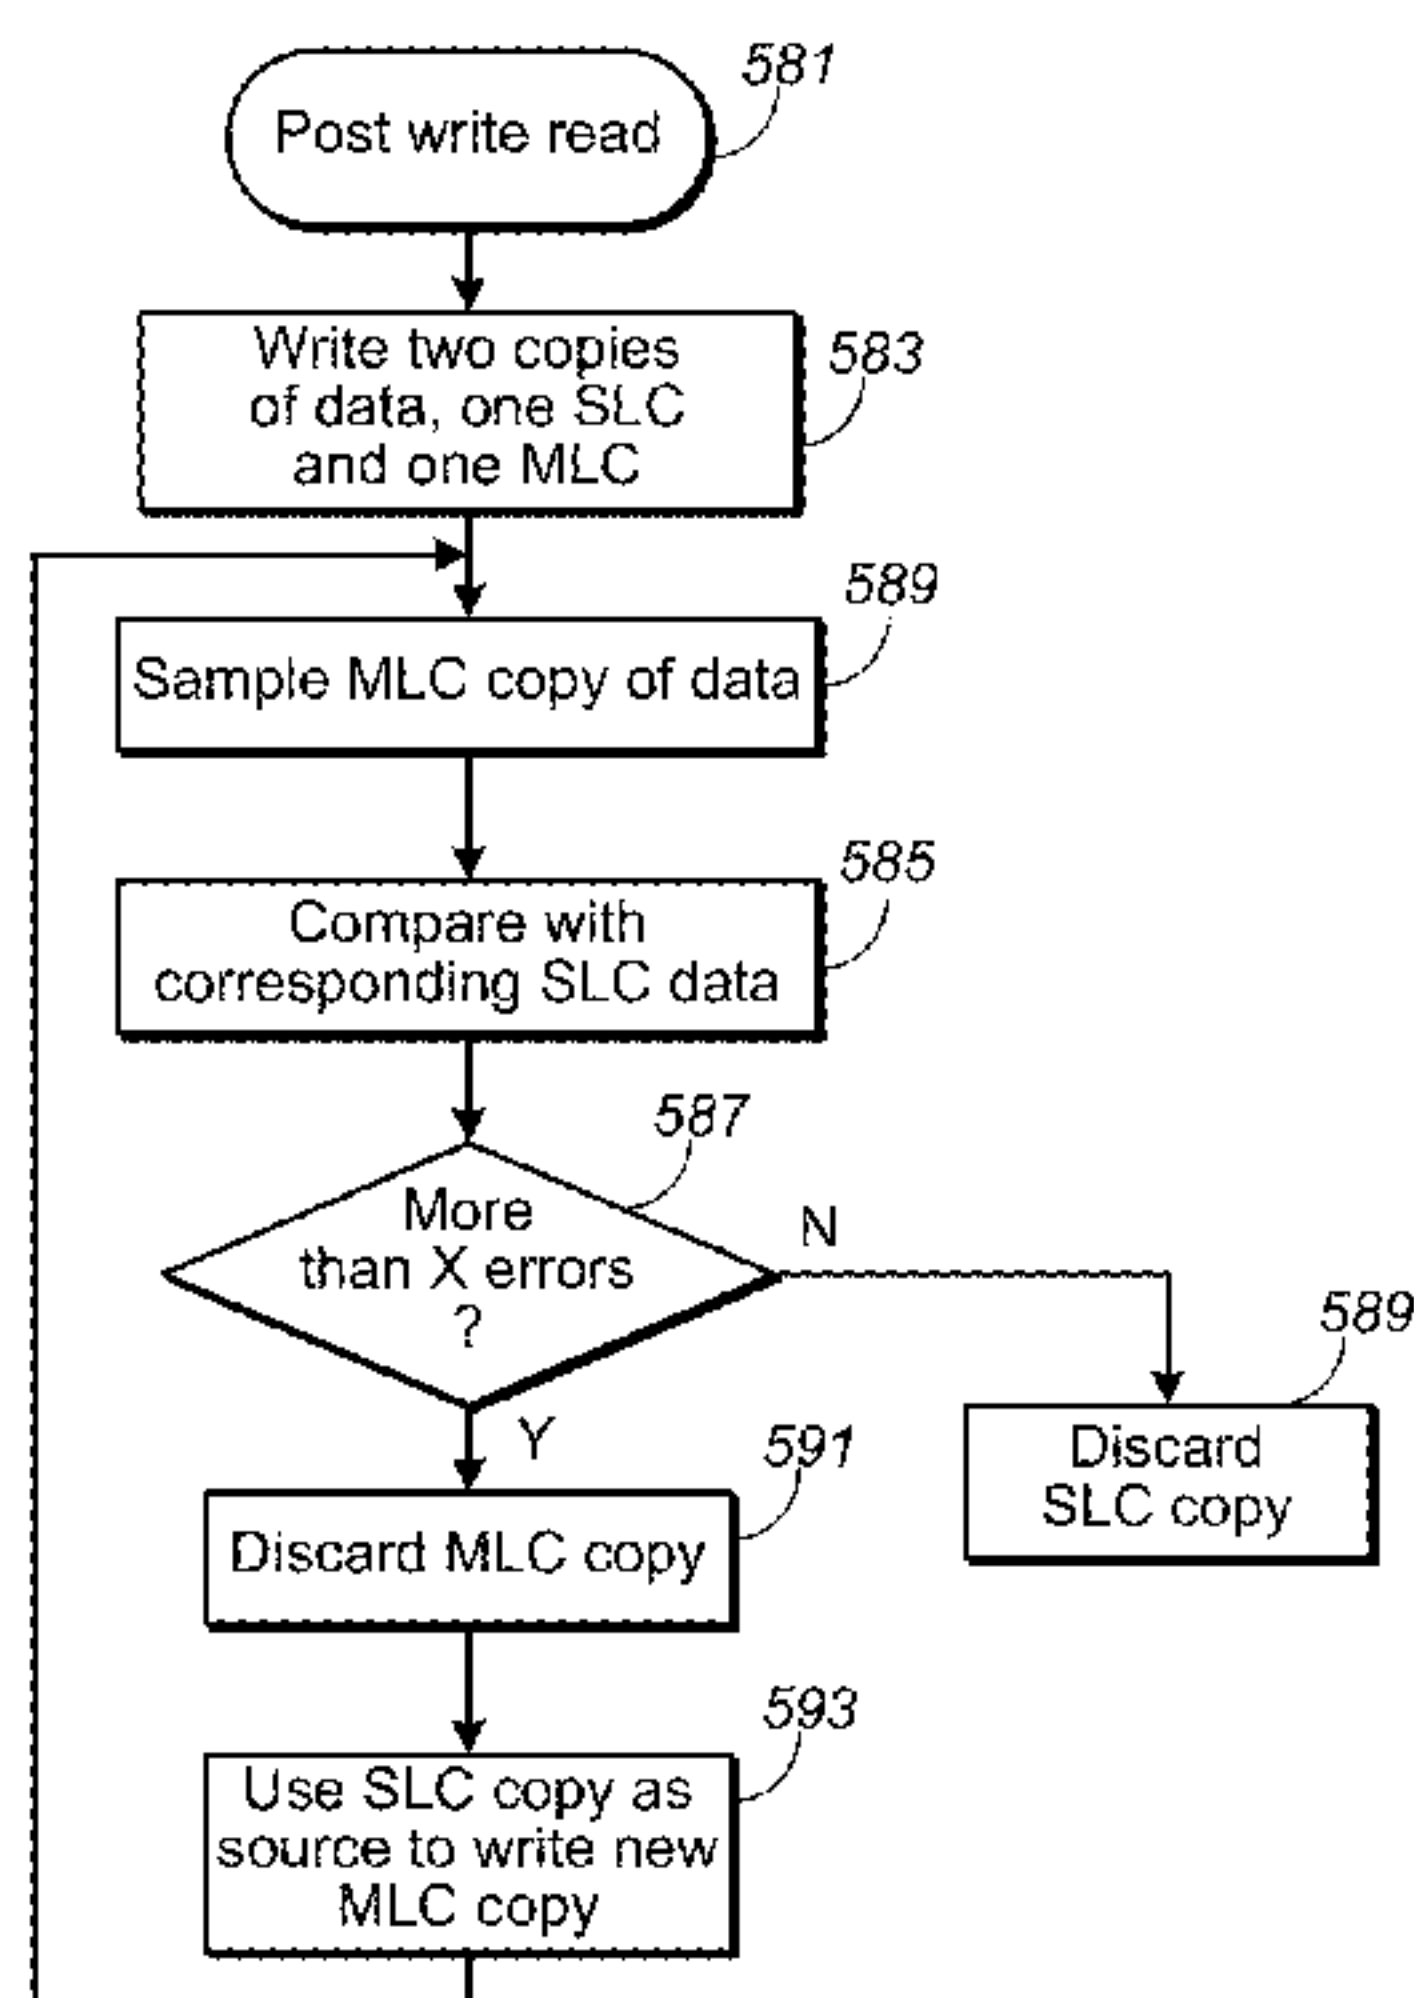 581
Post write read
583
Write two copies
of data, one SLC
and one MLC
589
Sample MLC copy of data
585
Compare with
corresponding SLC data
587
More
than X errors
?
N
Y
589
Discard
SLC copy
591
Discard MLC copy
593
Use SLC copy as
source to write new
MLC copy